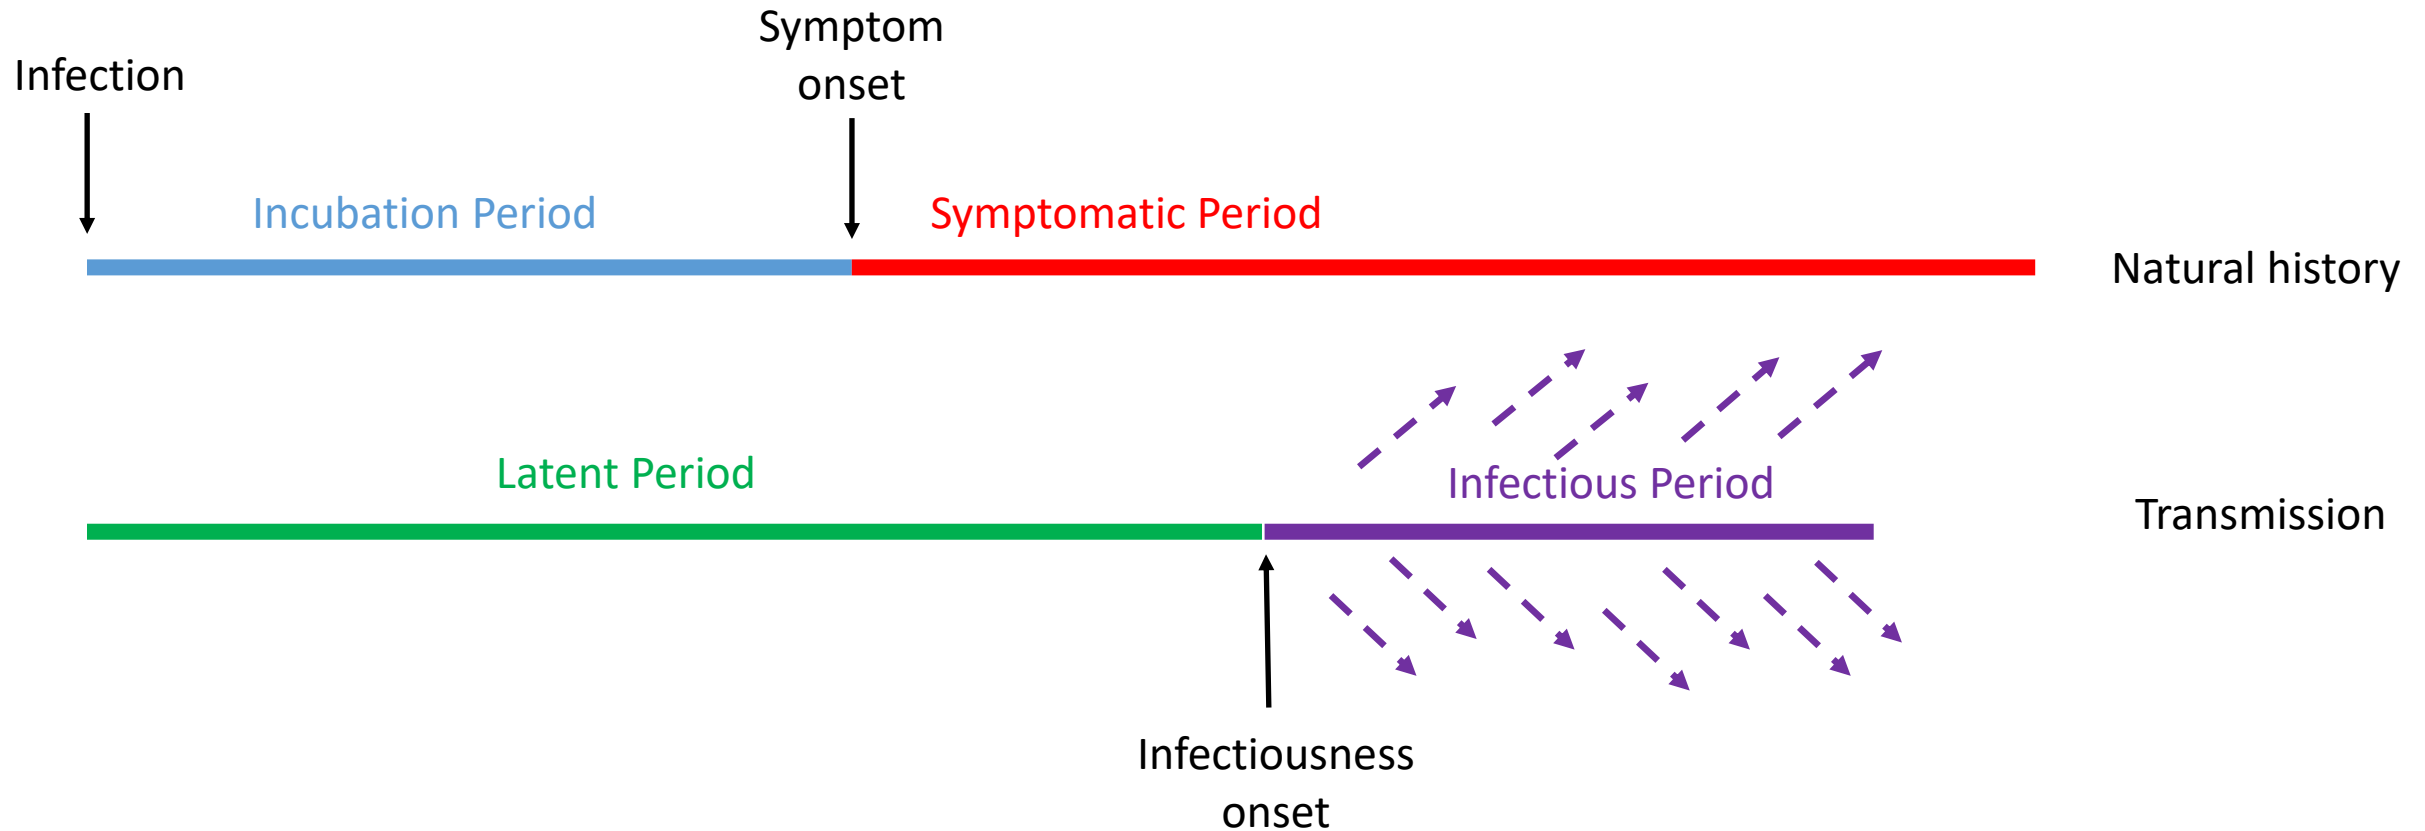 Symptom
onset
Infection
Incubation Period
Symptomatic Period
Natural history
Latent Period
Infectious Period
Transmission
Infectiousness
onset